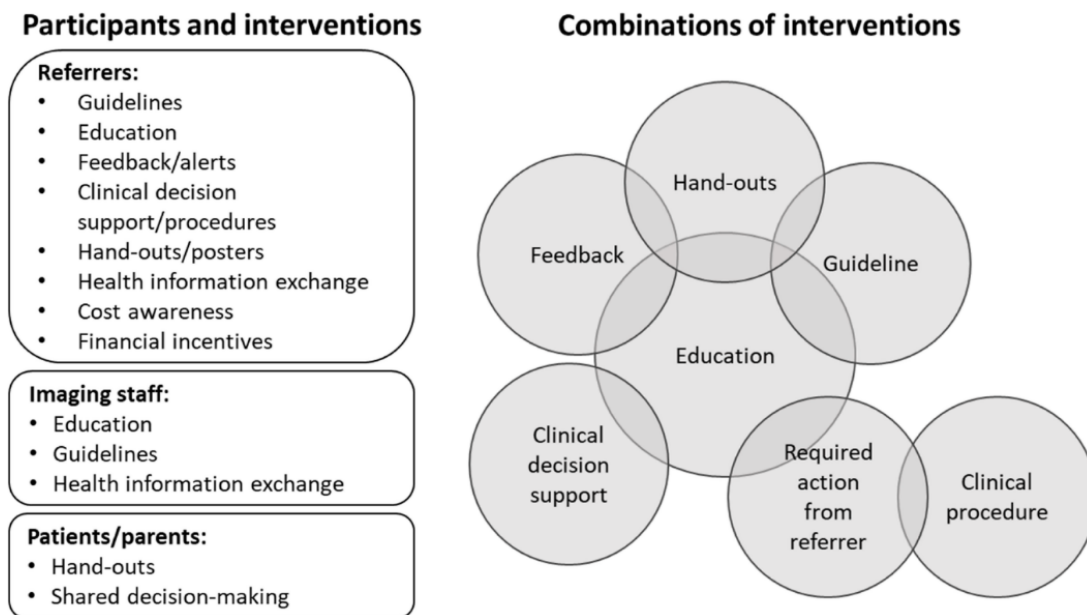 Participants and interventions
Referrers:
• Guidelines
• Education
• Feedback/alerts
• Clinical decision
support/procedures
• Hand-outs/posters
• Health information exchange
• Cost awareness
• Financial incentives
Imaging staff:
• Education
• Guidelines
• Health information exchange
Patients/parents:
• Hand-outs
• Shared decision-making
Combinations of interventions
Hand-outs
Feedback
Guideline
Education
Clinical
decision
support
Required
action
from
referrer
Clinical
procedure